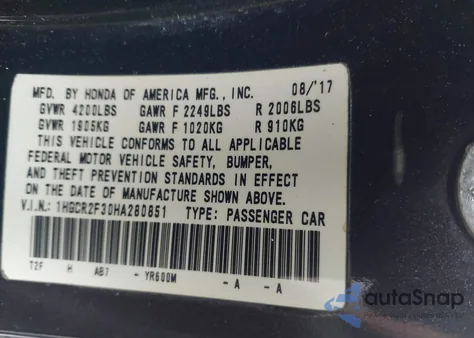 MFD. BY HONDA OF AMERICA MFG., INC. 08/'17
GVWR 4200LBS GAWR F 2249LBS R 2006LBS
GVWR 1905KG GAWR F 1020KG R 910KG
THIS VEHICLE CONFORMS TO ALL APPLICABLE
FEDERAL MOTOR VEHICLE SAFETY, BUMPER,
AND THEFT PREVENTION STANDARDS IN EFFECT
ON THE DATE OF MANUFACTURE SHOWN ABOVE.
V.I.N.: 1HGCR2F30HA280851 TYPE: PASSENGER CAR
T2F H AB7 - YR600M -A -A
autoSnap